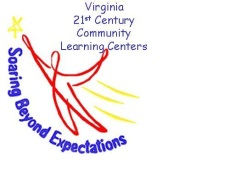 Virginia
21st Century
Community
Learning Centers
Soaring Beyond Expectations